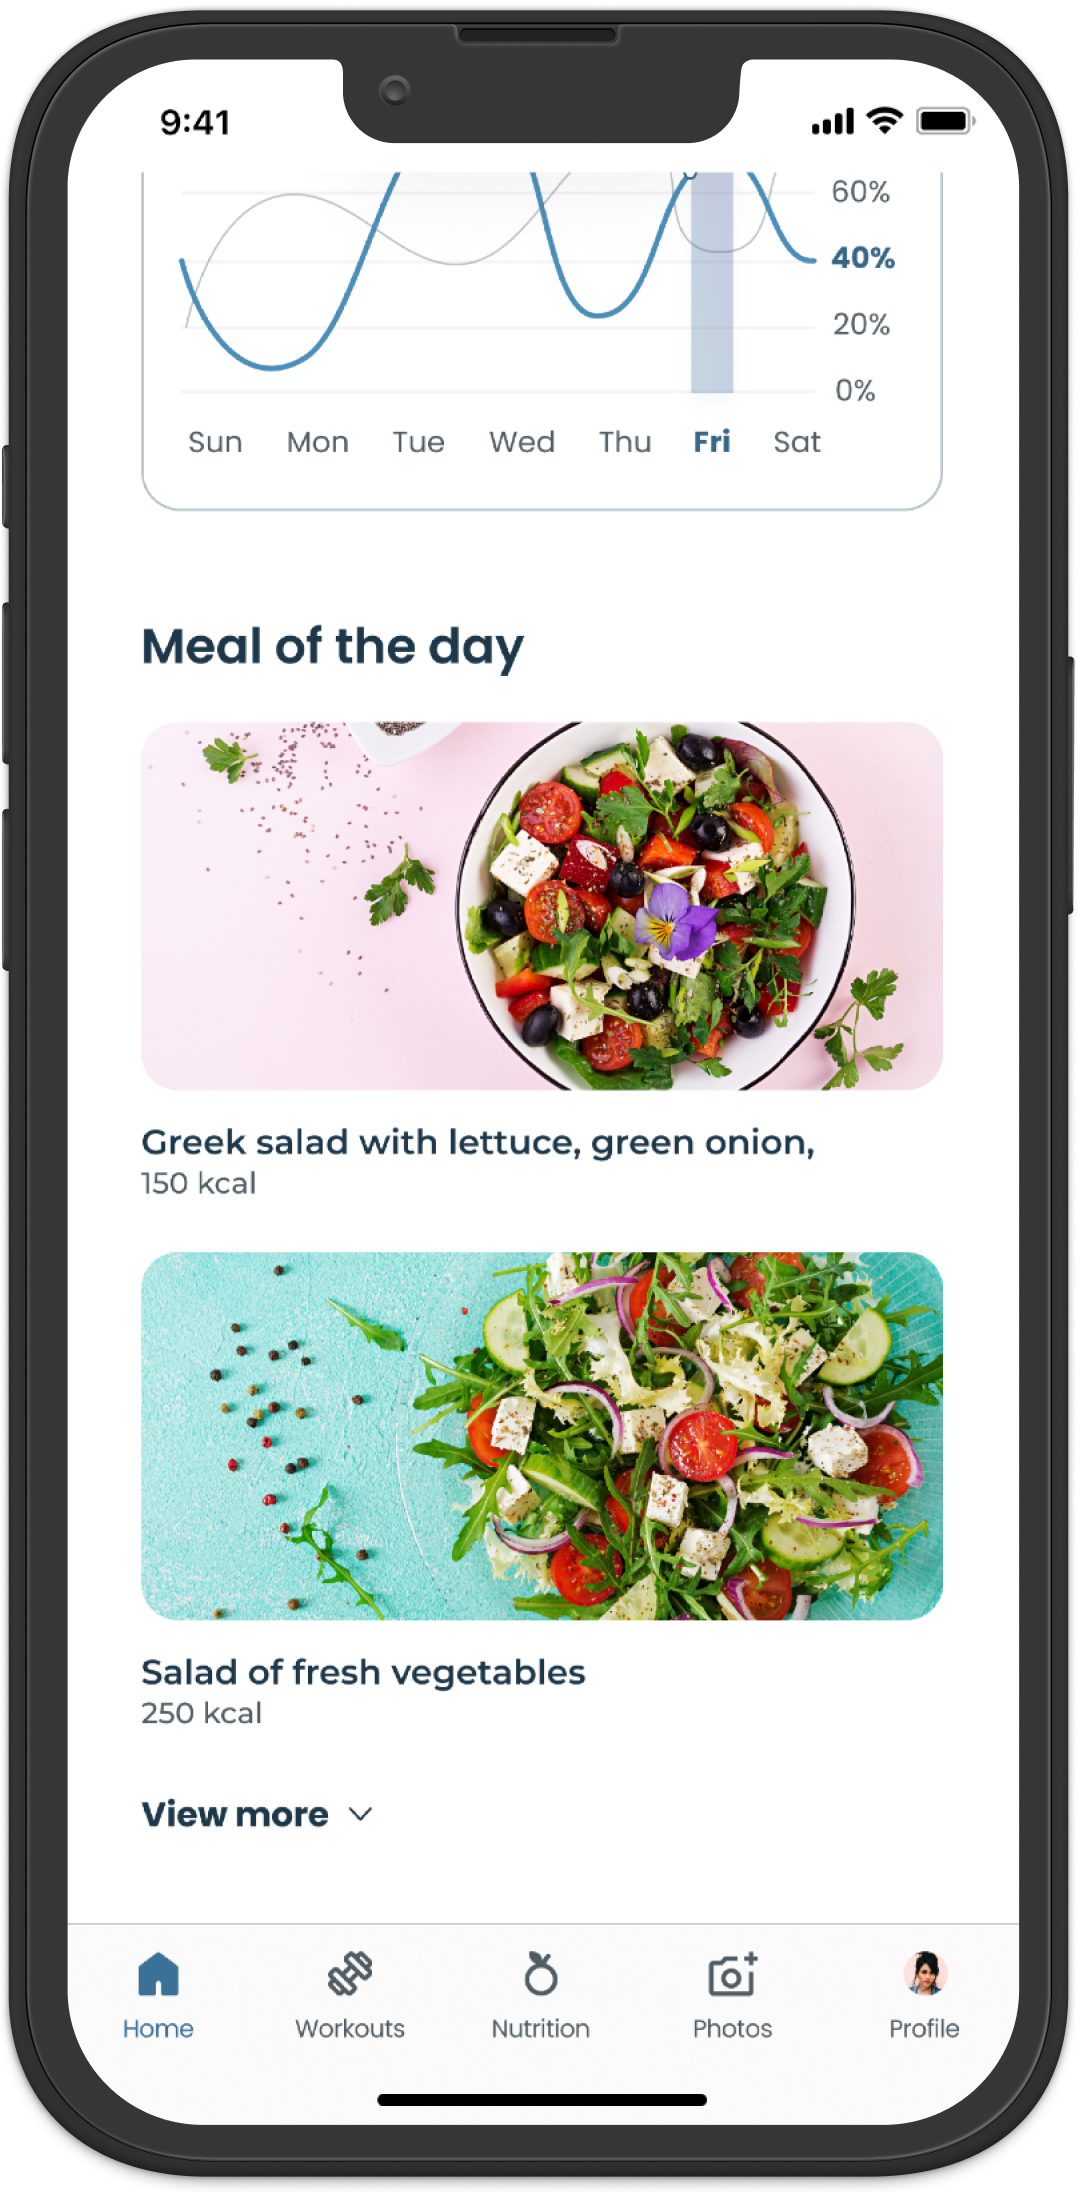 9:41
60%
40%
20%
0%
Sun Mon Tue Wed Thu Fri Sat
Meal of the day
Greek salad with lettuce, green onion,
150 kcal
Salad of fresh vegetables
250 kcal
View more
Home Workouts Nutrition Photos Profile